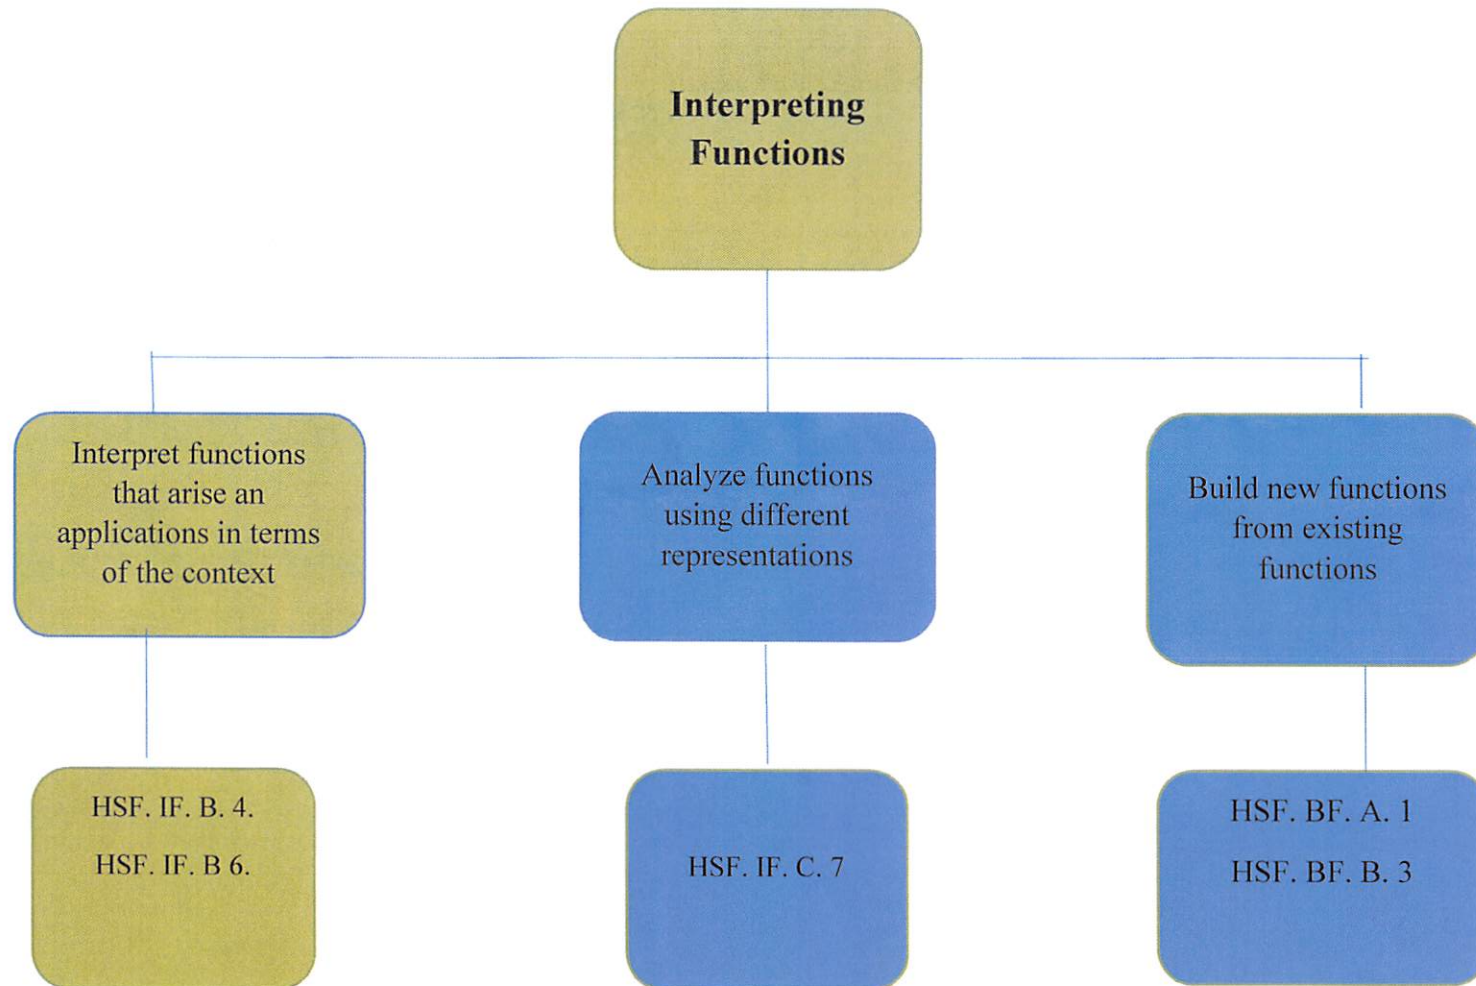 Interpreting
Functions
Interpret functions
that arise an
applications in terms
of the context
Analyze functions
using different
representations
Build new functions
from existing
functions
HSF. IF. B. 4.
HSF. IF. B 6.
HSF. IF. C. 7
HSF. BF. A. 1
HSF. BF. B. 3